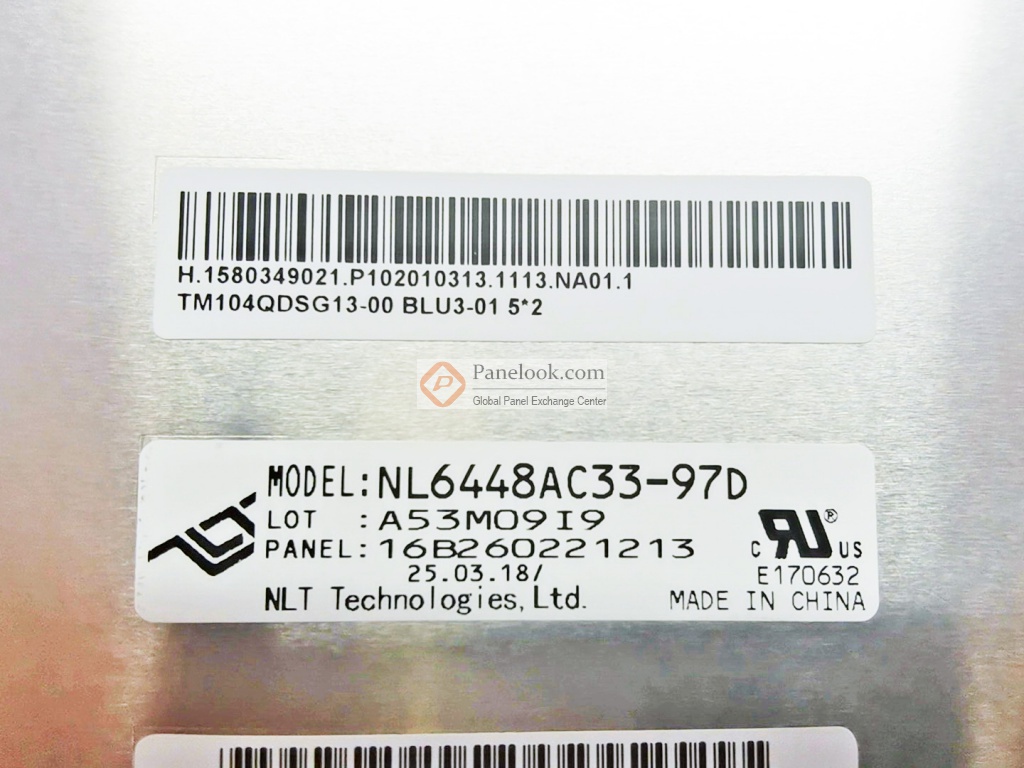 H.1580349021.P102010313.1113.NA01.1
TM104QDSG13-00 BLU3-01 5*2
Panelook.com
Global Panel Exchange Center
MODEL:NL6448AC33-97D
LOT :A53M09I9
PANEL:16B260221213
25.03.18/
NLT Technologies,Ltd.
C RU® US
E170632
MADE IN CHINA